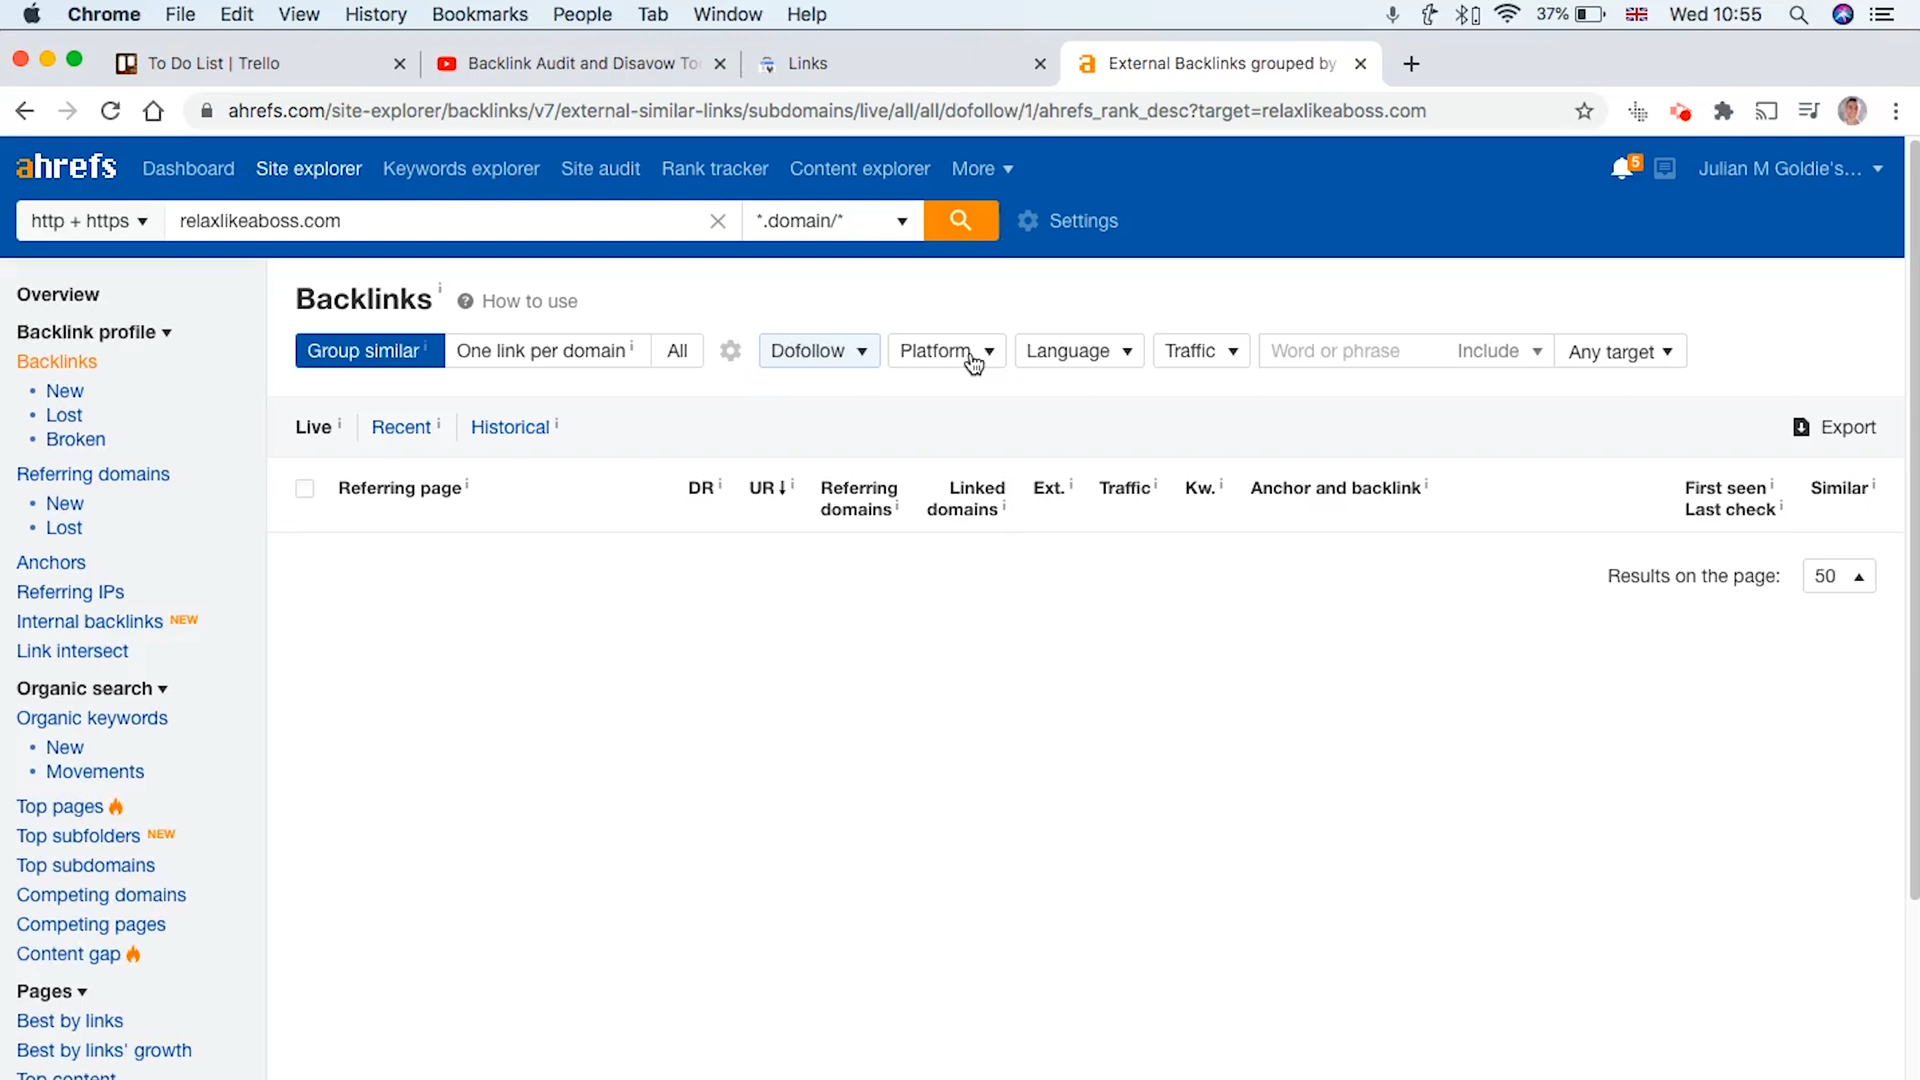 Chrome File Edit View History Bookmarks People Tab Window Help 37% Wed 10:55
To Do List | Trello
Backlink Audit and Disavow To
Links
External Backlinks grouped by
ahrefs.com/site-explorer/backlinks/v7/external-similar-links/subdomains/live/all/all/dofollow/1/ahrefs_rank_desc?target=relaxlikeaboss.com
ahrefs Dashboard Site explorer Keywords explorer Site audit Rank tracker Content explorer More 5 Julian M Goldie's...
http + https relaxlikeaboss.com *.domain/* Settings
Overview
Backlink profile
Backlinks
New
Lost
Broken
Referring domains
New
Lost
Anchors
Referring IPs
Internal backlinks NEW
Link intersect
Organic search
Organic keywords
New
Movements
Top pages
Top subfolders NEW
Top subdomains
Competing domains
Competing pages
Content gap
Pages
Best by links
Best by links' growth
Top content
Backlinks i ? How to use
Group similar i One link per domain i All Dofollow Platform Language Traffic Word or phrase Include Any target
Live i Recent i Historical i Export
Referring page i DR i UR i Referring domains i Linked domains i Ext. i Traffic i Kw. i Anchor and backlink i First seen i Last check i Similar i
Results on the page: 50